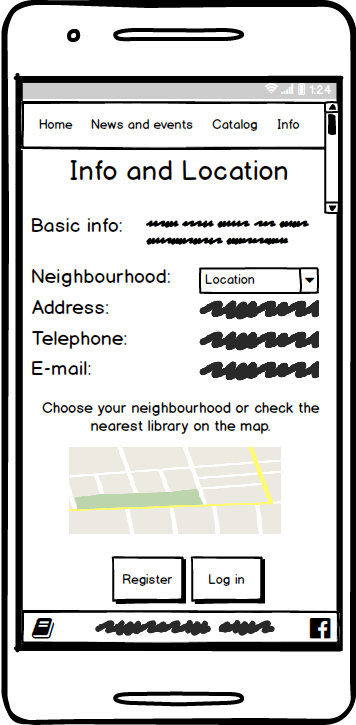 1:24
Home News and events Catalog Info
Info and Location
Basic info:
Neighbourhood: Location
Address:
Telephone:
E-mail:
Choose your neighbourhood or check the
nearest library on the map.
Register Log in